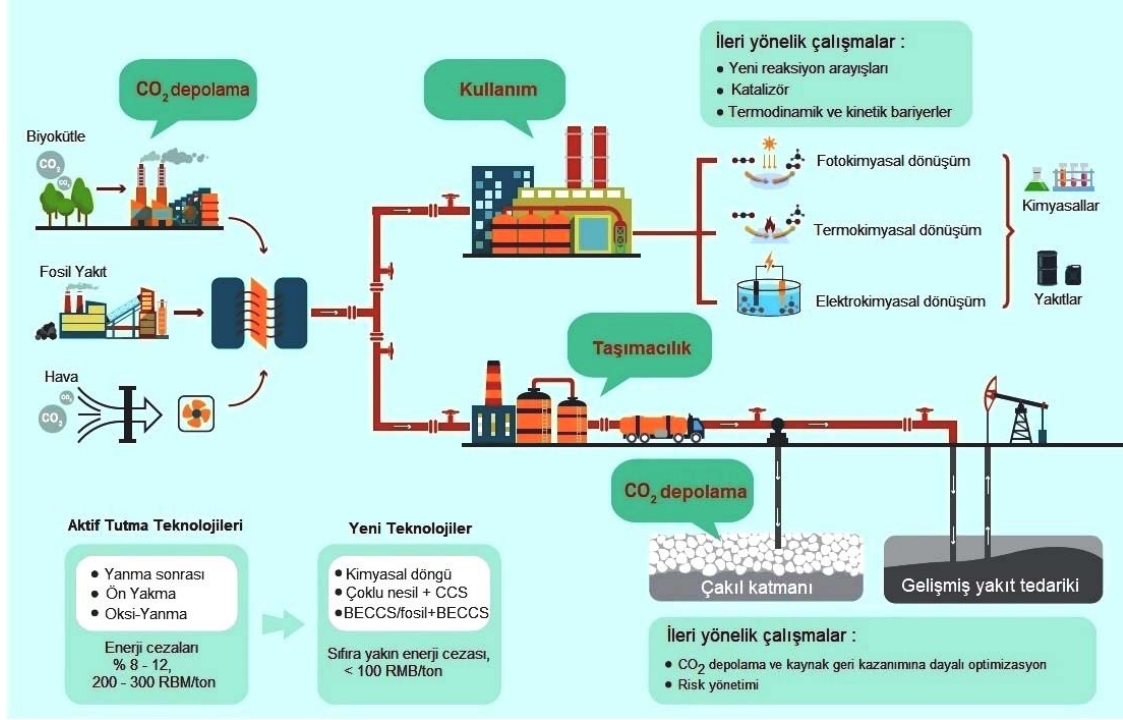 İleri yönelik çalışmalar :
• Yeni reaksiyon arayışları
• Katalizör
• Termodinamik ve kinetik bariyerler
CO2 depolama
Kullanım
Biyokütle
CO2
CO2
Fotokimyasal dönüşüm
Kimyasallar
Termokimyasal dönüşüm
Fosil Yakıt
Elektrokimyasal dönüşüm
Yakıtlar
Taşımacılık
Hava
CO2
CO2
CO2 depolama
Çakıl katmanı
Gelişmiş yakıt tedariki
Aktif Tutma Teknolojileri
• Yanma sonrası
• Ön Yakma
• Oksi-Yanma
Enerji cezaları
% 8 - 12,
200 - 300 RBM/ton
Yeni Teknolojiler
• Kimyasal döngü
• Çoklu nesil + CCS
• BECCS/fosil+BECCS
Sıfıra yakın enerji cezası,
< 100 RMB/ton
İleri yönelik çalışmalar :
• CO2 depolama ve kaynak geri kazanımına dayalı optimizasyon
• Risk yönetimi